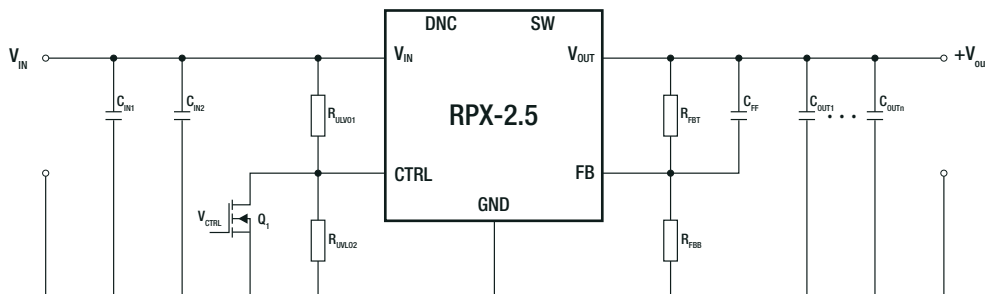 DNC SW
V_IN V_IN V_OUT +V_ou
C_IN1 C_IN2 R_ULVO1 RPX-2.5 R_FBT C_FF C_OUT1 • • • C_OUTn
CTRL FB
GND
V_CTRL Q_1 R_UVLO2 R_FBB